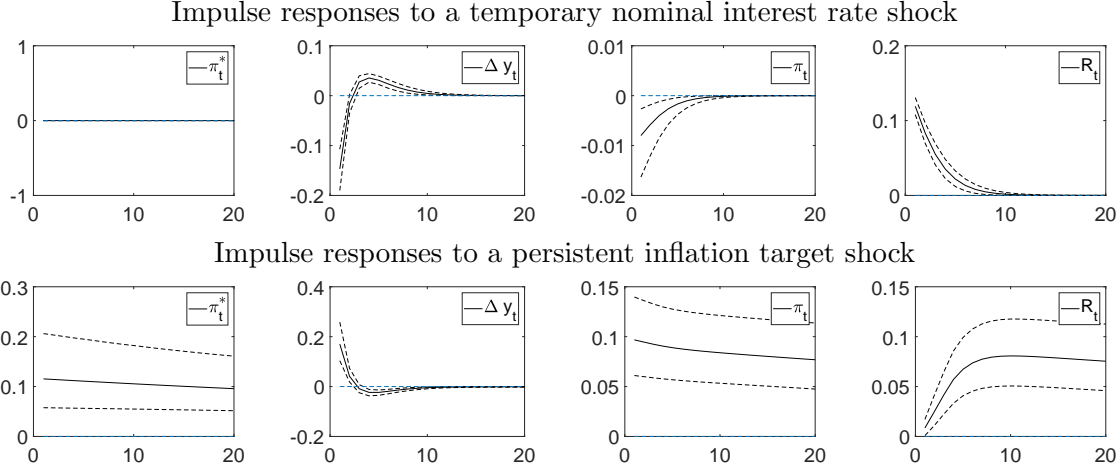 Impulse responses to a temporary nominal interest rate shock
1 0.1 0.01 0.2
π*t Δ yt πt Rt
0 0 0 0.1
-0.1 -0.01
-1 -0.2 -0.02 0
0 10 20 0 10 20 0 10 20 0 10 20
Impulse responses to a persistent inflation target shock
0.3 0.4 0.15 0.15
π*t Δ yt πt Rt
0.2 0.2 0.1 0.1
0.1 0 0.05 0.05
0 -0.2 0 0
0 10 20 0 10 20 0 10 20 0 10 20